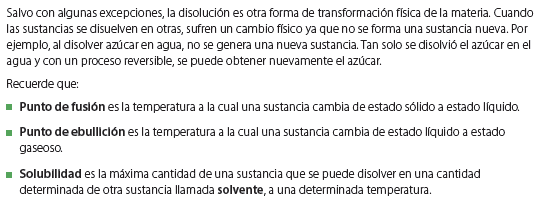 Salvo con algunas excepciones, la disolución es otra forma de transformación física de la materia. Cuando
las sustancias se disuelven en otras, sufren un cambio físico ya que no se forma una sustancia nueva. Por
ejemplo, al disolver azúcar en agua, no se genera una nueva sustancia. Tan solo se disolvió el azúcar en el
agua y con un proceso reversible, se puede obtener nuevamente el azúcar.
Recuerde que:
Punto de fusión es la temperatura a la cual una sustancia cambia de estado sólido a estado líquido.
Punto de ebullición es la temperatura a la cual una sustancia cambia de estado líquido a estado
gaseoso.
Solubilidad es la máxima cantidad de una sustancia que se puede disolver en una cantidad
determinada de otra sustancia llamada solvente, a una determinada temperatura.